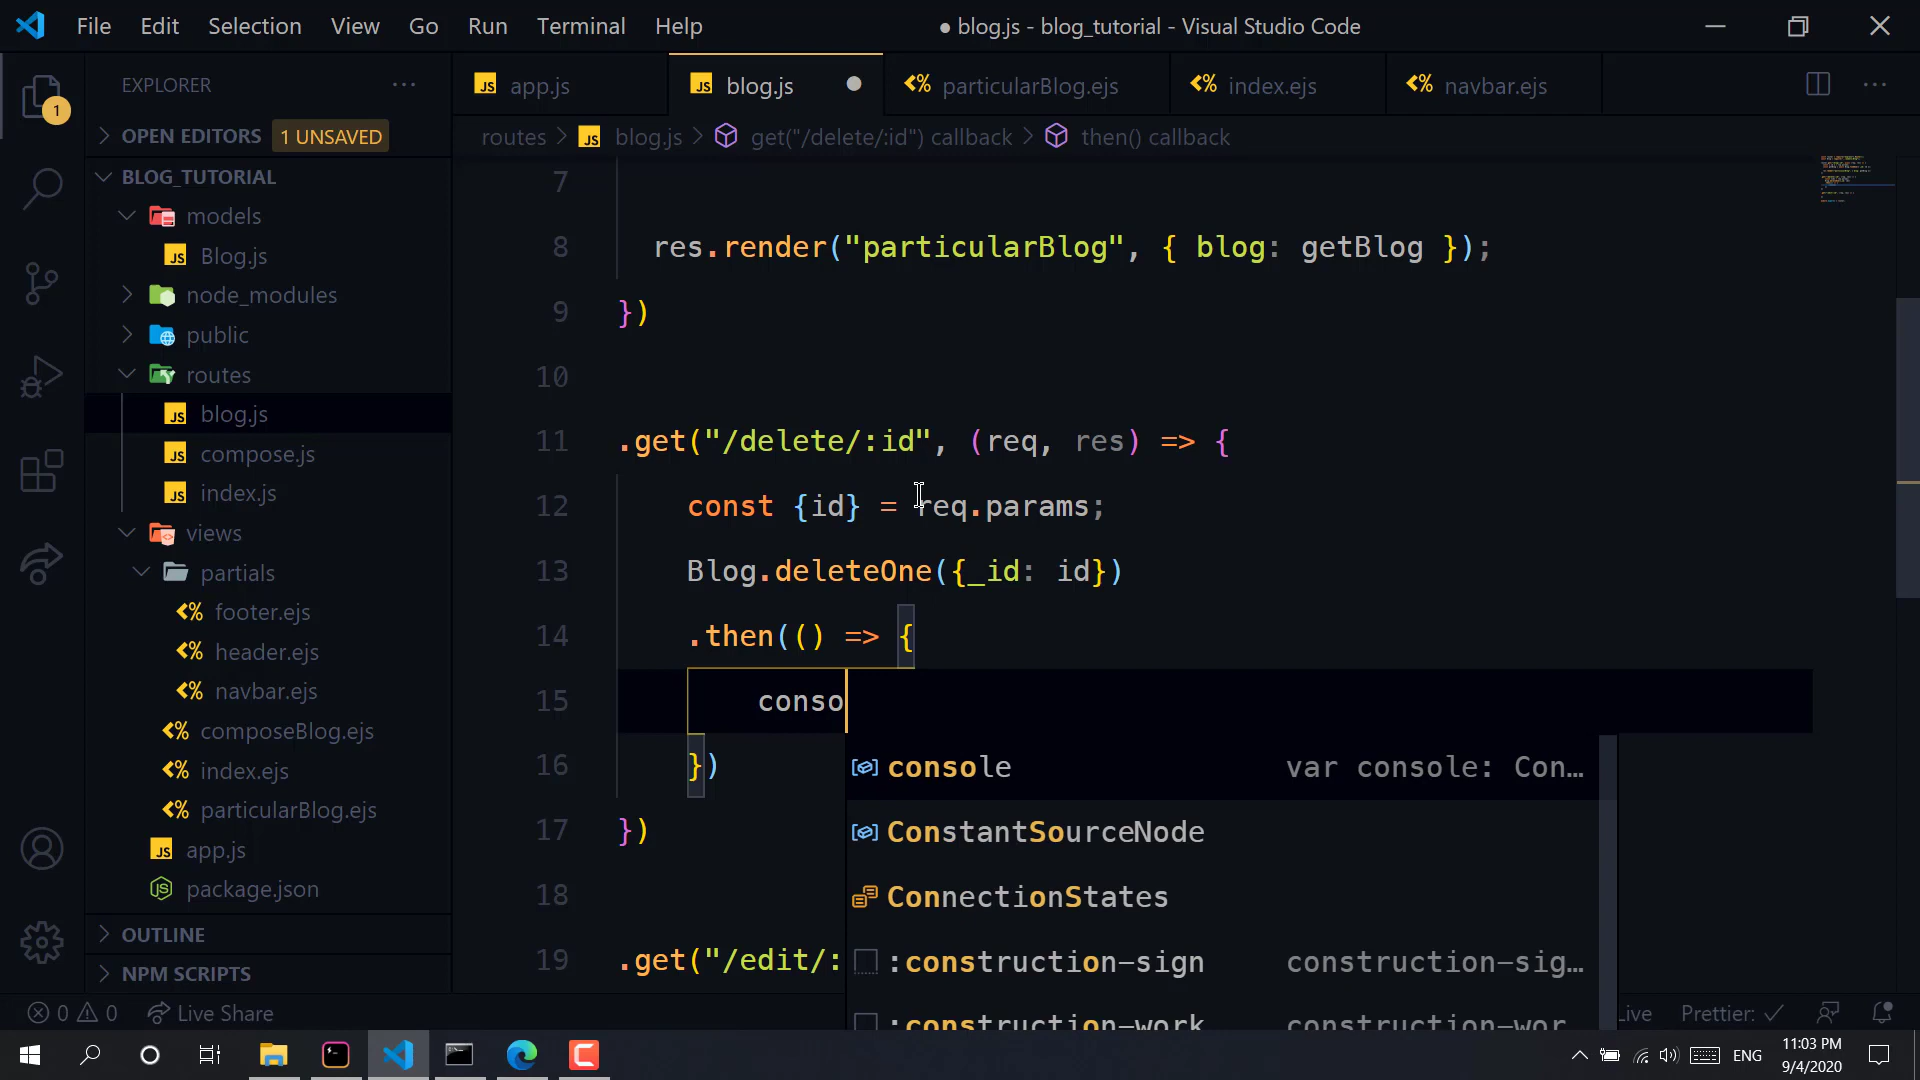 File Edit Selection View Go Run Terminal Help
● blog.js - blog_tutorial - Visual Studio Code
EXPLORER ···
app.js
blog.js
particularBlog.ejs
index.ejs
navbar.ejs
routes > blog.js > get("/delete/:id") callback > then() callback
1
OPEN EDITORS 1 UNSAVED
BLOG_TUTORIAL
models
Blog.js
node_modules
public
routes
blog.js
compose.js
index.js
views
partials
footer.ejs
header.ejs
navbar.ejs
composeBlog.ejs
index.ejs
particularBlog.ejs
app.js
package.json
OUTLINE
NPM SCRIPTS
7
8 res.render("particularBlog", { blog: getBlog });
9 })
10
11 .get("/delete/:id", (req, res) => {
12 const {id} = req.params;
13 Blog.deleteOne({_id: id})
14 .then(() => {
15 conso
16 })
17 })
18
19 .get("/edit/:
console var console: Con…
ConstantSourceNode
ConnectionStates
:construction-sign construction-sig…
:construction-work construction-wor
0 0 Live Share
Live Prettier: ✓
ENG
11:03 PM
9/4/2020